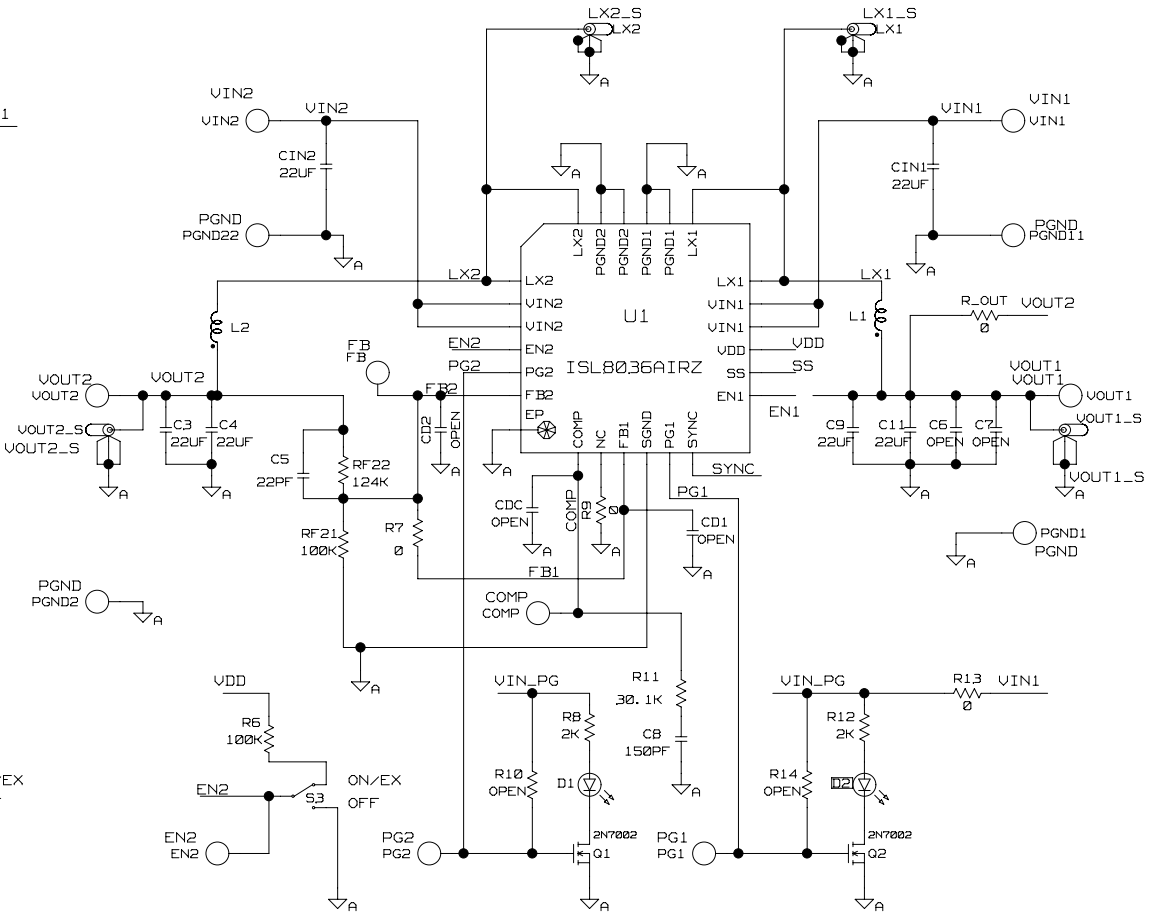 LX2_S
LX2
A
LX1_S
LX1
A
1
VIN2
VIN2
VIN2
CIN2
22UF
PGND
PGND22
A
VIN1
VIN1
VIN1
CIN1
22UF
PGND
PGND11
A
A
A
LX2
PGND2
PGND2
PGND1
PGND1
LX1
LX2
LX2
VIN2
VIN2
EN2
EN2
PG2
PG2
FB2
FB2
EP
U1
ISL8036AIRZ
LX1
LX1
VIN1
VIN1
VDD
VDD
SS
SS
EN1
EN1
COMP
NC
FB1
SGND
PG1
SYNC
SYNC
L2
FB
FB
VOUT2
VOUT2
VOUT2
VOUT2_S
VOUT2_S
A
C3
22UF
C4
22UF
A
C5
22PF
RF22
124K
CD2
OPEN
A
A
L1
R_OUT
0
VOUT2
VOUT1
VOUT1
VOUT1
C9
22UF
C11
22UF
C6
OPEN
C7
OPEN
A
VOUT1_S
VOUT1_S
A
RF21
100K
R7
0
CDC
OPEN
A
COMP
R9
0
A
PG1
CD1
OPEN
A
FB1
PGND1
PGND
A
PGND
PGND2
A
COMP
COMP
A
VDD
R6
100K
EN2
S3
ON/EX
OFF
EN2
EN2
A
/EX
VIN_PG
R8
2K
R10
OPEN
D1
PG2
PG2
2N7002
Q1
A
R11
30.1K
C8
150PF
A
VIN_PG
R13
0
VIN1
R12
2K
R14
OPEN
D2
PG1
PG1
2N7002
Q2
A